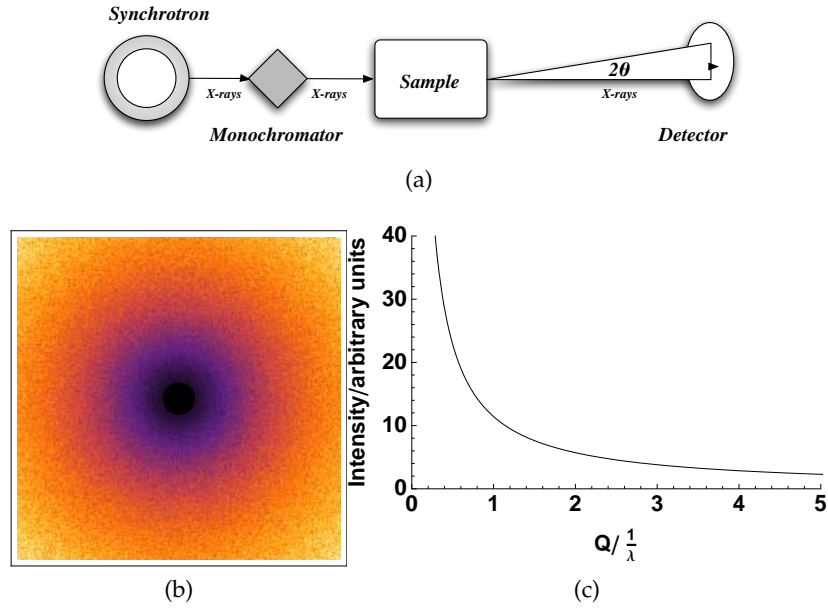 Synchrotron
X-rays
X-rays
Sample
2θ
X-rays
Monochromator
Detector
(a)
40
30
20
10
0
Intensity/arbitrary units
0 1 2 3 4 5
Q/ 1/λ
(b)
(c)